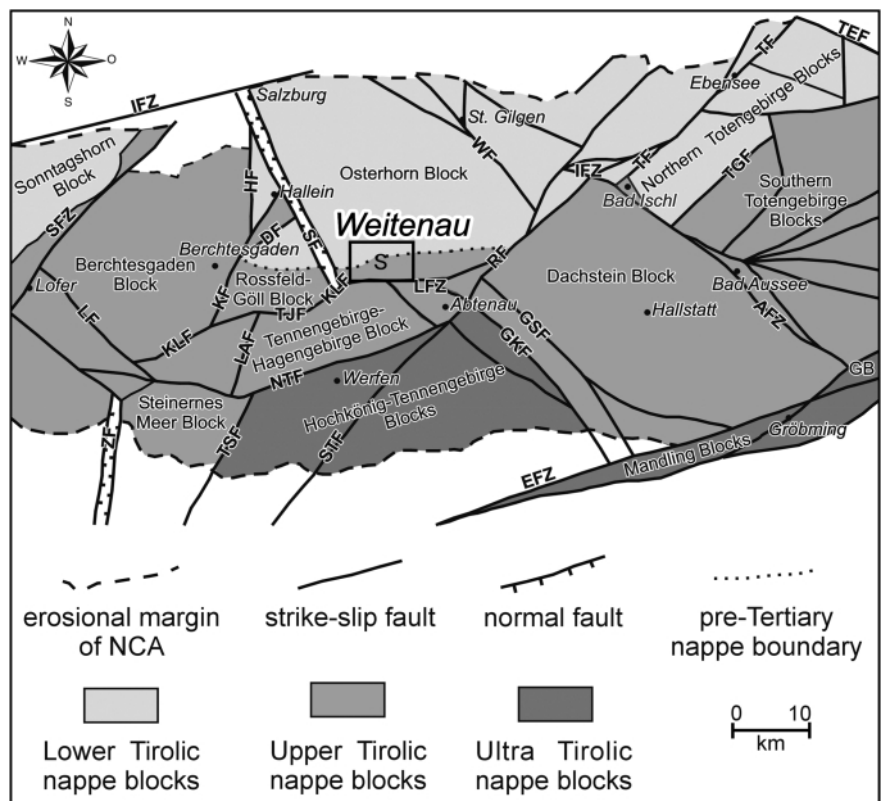 N
W
O
S
IFZ
TEF
Salzburg
TF
Ebensee
Northern Totengebirge Blocks
St. Gilgen
WF
Sonntagshorn
Block
SFZ
HF
Hallein
Osterhorn Block
IFZ
TF
Bad Ischl
TGF
Southern
Totengebirge
Blocks
Weitenau
S
DF
SF
Berchtesgaden
Berchtesgaden
Block
Lofer
LF
KF
Rossfeld-
Göll Block
KLF
LFZ
RF
Abtenau
Dachstein Block
Hallstatt
Bad Aussee
AFZ
TJF
KLF
LAF
Tennengebirge-
Hagengebirge Block
GSF
GKF
NTF
Werfen
Hochkönig-Tennengebirge
Blocks
Steinernes
Meer Block
ZF
TSF
STF
GB
Gröbming
Mandling Blocks
EFZ
erosional margin
of NCA
strike-slip fault
normal fault
pre-Tertiary
nappe boundary
Lower Tirolic
nappe blocks
Upper Tirolic
nappe blocks
Ultra Tirolic
nappe blocks
0 10
km